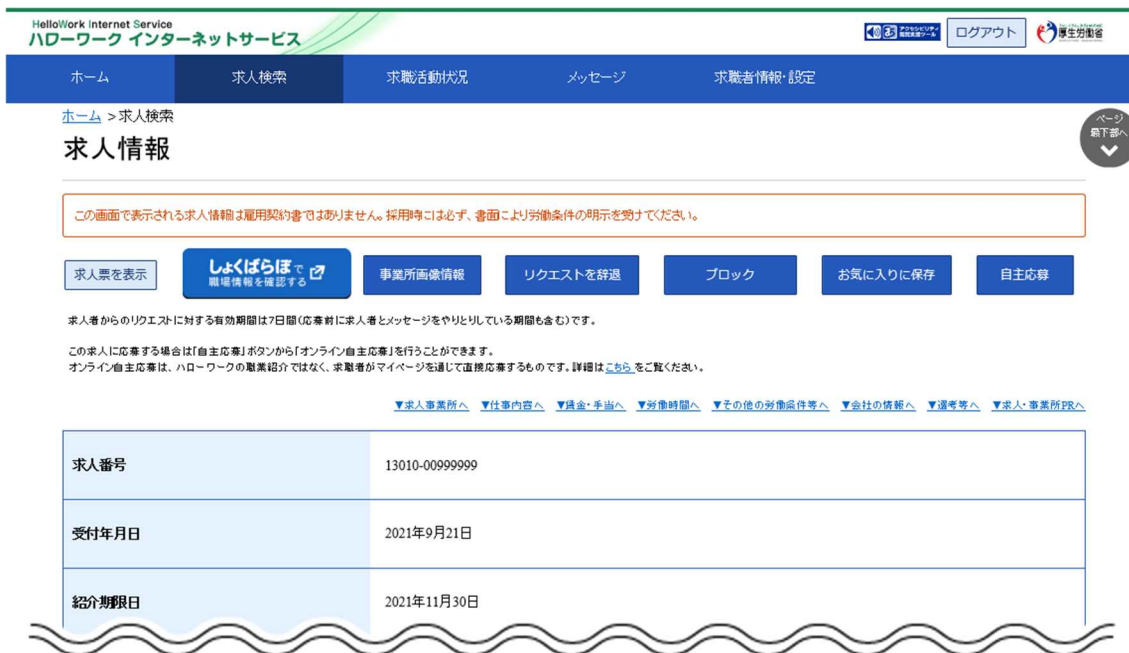 HelloWork Internet Service
ハローワーク インターネットサービス
ログアウト
厚生労働省
ホーム 求人検索 求職活動状況 メッセージ 求職者情報・設定
ホーム >求人検索
ページ
最下部へ
求人情報
この画面で表示される求人情報は雇用契約書ではありません。採用時には必ず、書面により労働条件の明示を受けてください。
求人票を表示 しょくばらぼで 事業所画像情報 リクエストを辞退 ブロック お気に入りに保存 自主応募
職場情報を確認する
求人者からのリクエストに対する有効期間は7日間(応募前に求人者とメッセージをやりとりしている期間も含む)です。
この求人に応募する場合は「自主応募」ボタンから「オンライン自主応募」を行うことができます。
オンライン自主応募は、ハローワークの職業紹介ではなく、求職者がマイページを通じて直接応募するものです。詳細はこちら をご覧ください。
▼求人事業所へ ▼仕事内容へ ▼賃金・手当へ ▼労働時間へ ▼その他の労働条件等へ ▼会社の情報へ ▼選考等へ ▼求人・事業所PRへ
求人番号 13010-00999999
受付年月日 2021年9月21日
紹介期限日 2021年11月30日